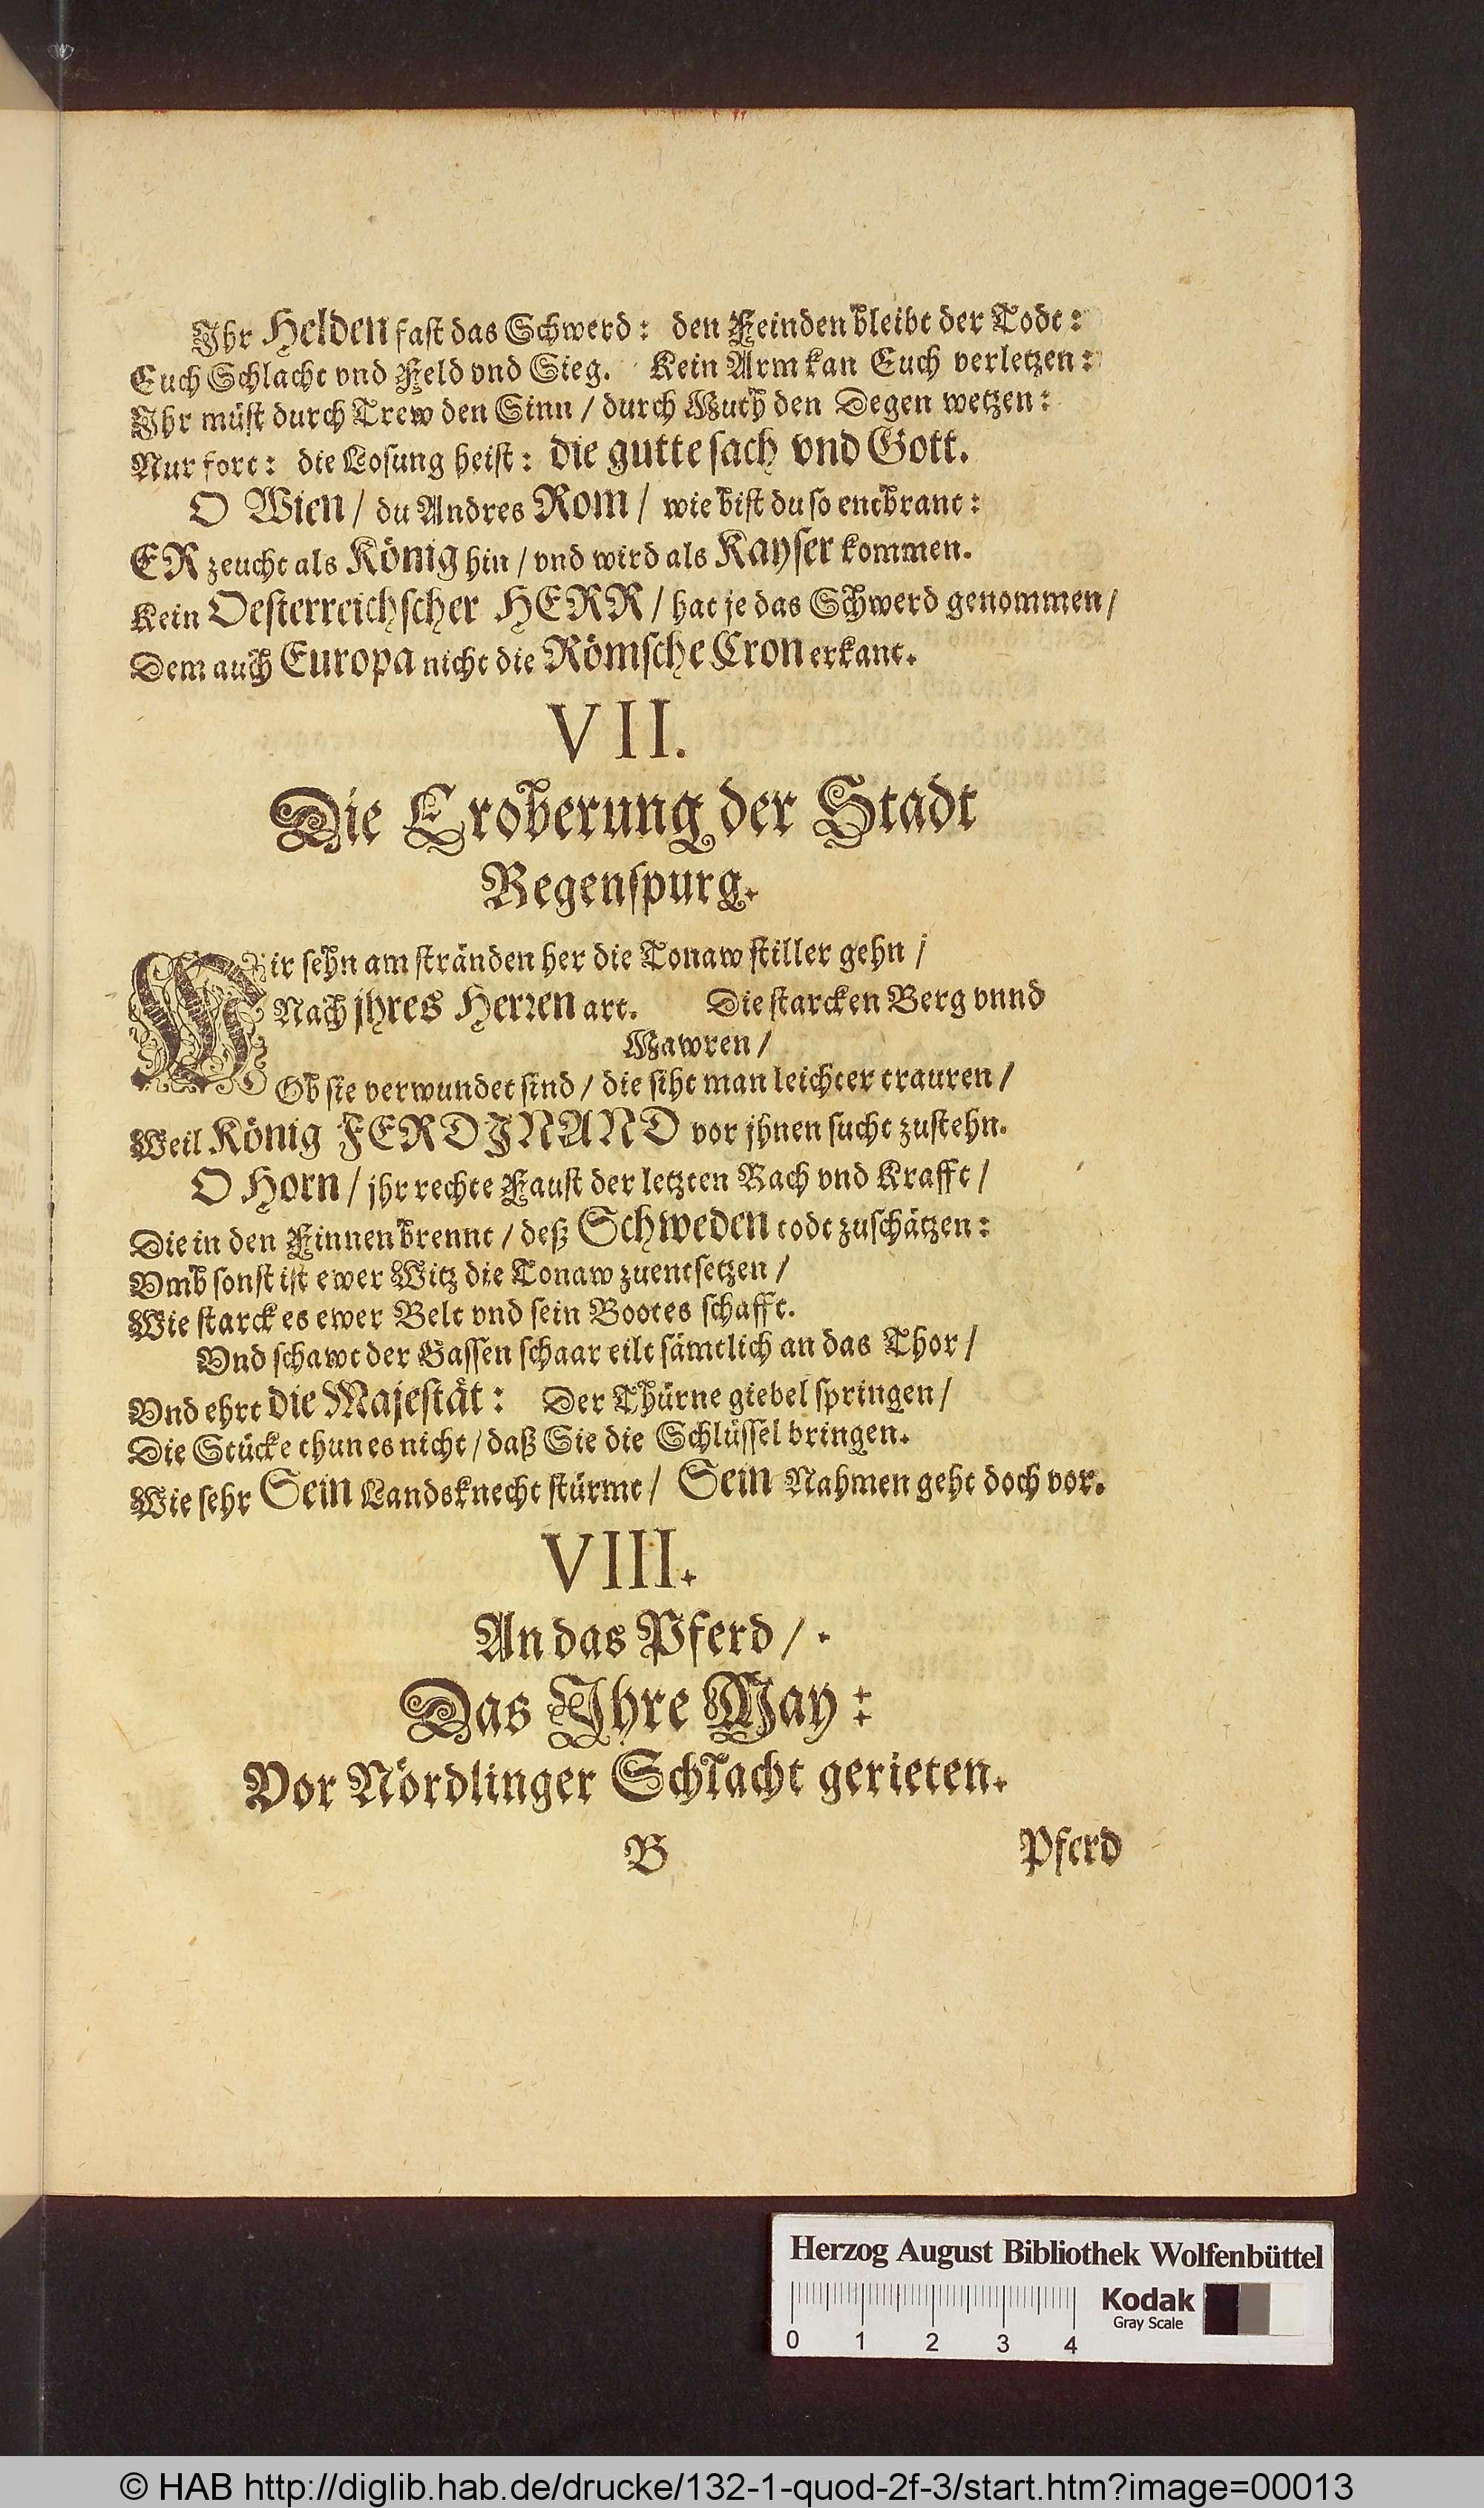 Ihr Helden fast das Schwerd: den Feinden bleibt der Todt:
Euch Schlacht vnd Feld vnd Sieg. Kein Arm kan Euch verletzen:
Ihr müst durch Trew den Sinn / durch Muth den Degen wetzen:
Nur fort: die Losung heist: die gutte sach vnd Gott.
O Wien / du Andres Rom / wie bist du so entbrant:
ER zeucht als König hin / vnd wird als Kayser kommen.
Kein Oesterreichscher HERR / hat je das Schwerd genommen /
Dem auch Europa nicht die Römsche Cron erkant.
VII.
Die Eroberung der Stadt
Regenspurg.
Wir sehn am stränden her die Tonaw stiller gehn /
Nach jhres Herren art. Die starcken Berg vnnd
Mawren /
Ob sie verwundet sind / die siht man leichter trauren /
Weil König FERDINAND vor jhnen sucht zustehn.
O Horn / jhr rechte Faust der letzten Rach vnd Krafft /
Die in den Finnen brennt / deß Schweden todt zuschätzen:
Vmb sonst ist ewer Witz die Tonaw zuentsetzen /
Wie starck es ewer Belt vnd sein Bootes schafft.
Vnd schawt der Gassen schaar eilt sämtlich an das Thor /
Vnd ehrt die Majestät: Der Thürne giebel springen /
Die Stücke thun es nicht / daß Sie die Schlüssel bringen.
Wie sehr Sein Landsknecht stürmt / Sein Nahmen geht doch vor.
VIII.
An das Pferd /.
Das Ihre May:
Vor Nördlinger Schlacht gerieten.
B Pferd
Herzog August Bibliothek Wolfenbüttel
Kodak
Gray Scale
0 1 2 3 4
© HAB http://diglib.hab.de/drucke/132-1-quod-2f-3/start.htm?image=00013